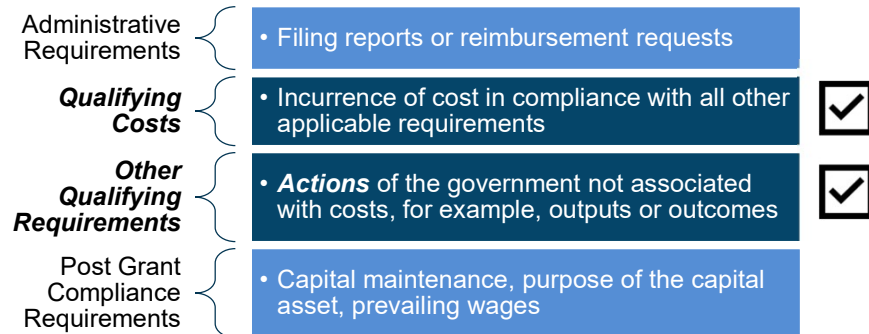 Administrative
Requirements
• Filing reports or reimbursement requests
Qualifying
Costs
• Incurrence of cost in compliance with all other
applicable requirements
Other
Qualifying
Requirements
• Actions of the government not associated
with costs, for example, outputs or outcomes
Post Grant
Compliance
Requirements
• Capital maintenance, purpose of the capital
asset, prevailing wages